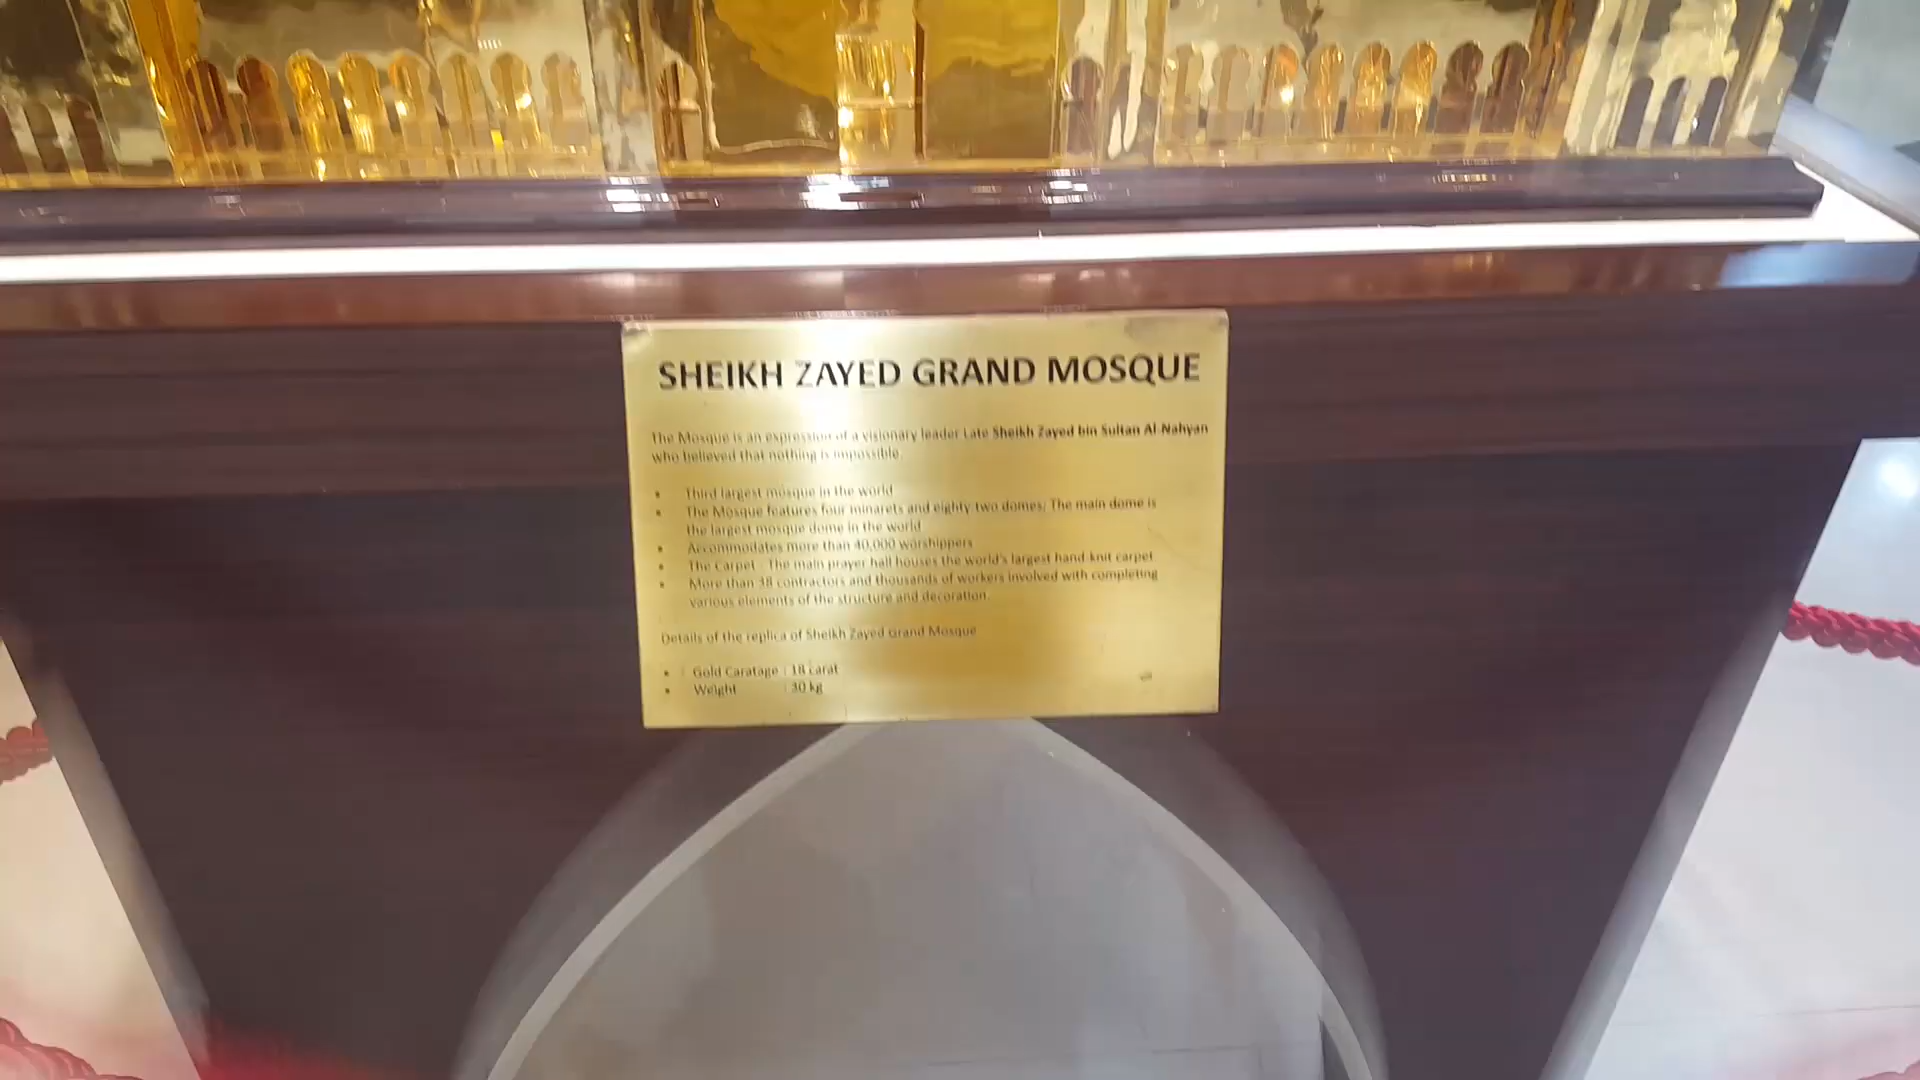 SHEIKH ZAYED GRAND MOSQUE
The Mosque is an expression of a visionary leader Late Sheikh Zayed bin Sultan Al-Nahyan
who believed that nothing is impossible.
• Third largest mosque in the world
• The Mosque features four minarets and eighty two domes; The main dome is
the largest mosque dome in the world
• Accommodates more than 40,000 worshippers
• The Carpet - The main prayer hall houses the world's largest hand-knit carpet
• More than 38 contractors and thousands of workers involved with completing
various elements of the structure and decoration.
Details of the replica of Sheikh Zayed Grand Mosque
• Gold Caratage : 18 carat
• Weight : 30 kg